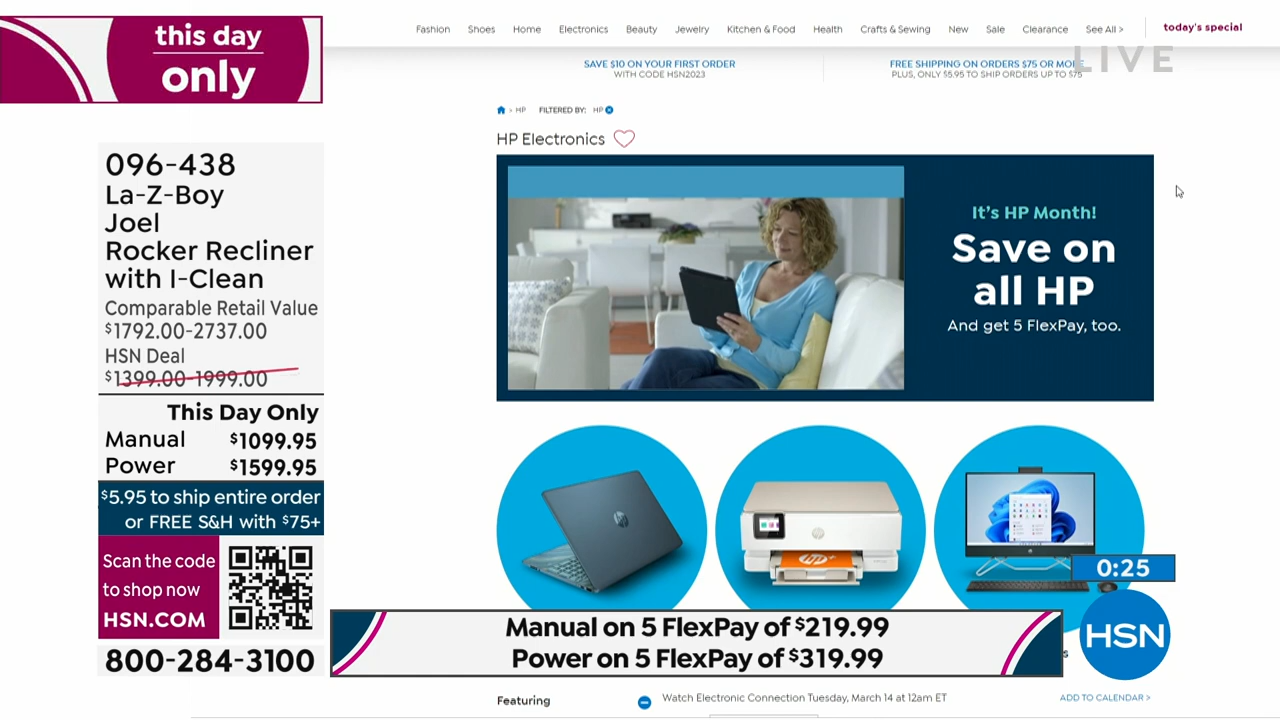 this day
only
Fashion Shoes Home Electronics Beauty Jewelry Kitchen & Food Health Crafts & Sewing New Sale Clearance See All > today's special
LIVE
SAVE $10 ON YOUR FIRST ORDER
WITH CODE HSN2023
FREE SHIPPING ON ORDERS $75 OR MORE
PLUS, ONLY $5.95 TO SHIP ORDERS UP TO $75
> HP FILTERED BY: HP
HP Electronics
It's HP Month!
Save on
all HP
And get 5 FlexPay, too.
096-438
La-Z-Boy
Joel
Rocker Recliner
with I-Clean
Comparable Retail Value
$1792.00-2737.00
HSN Deal
$1399.00-1999.00
This Day Only
Manual $1099.95
Power $1599.95
$5.95 to ship entire order
or FREE S&H with $75+
Scan the code
to shop now
HSN.COM
800-284-3100
hp
hp
hp
0:25
HSN
Manual on 5 FlexPay of $219.99
Power on 5 FlexPay of $319.99
Featuring
Watch Electronic Connection Tuesday, March 14 at 12am ET
ADD TO CALENDAR >